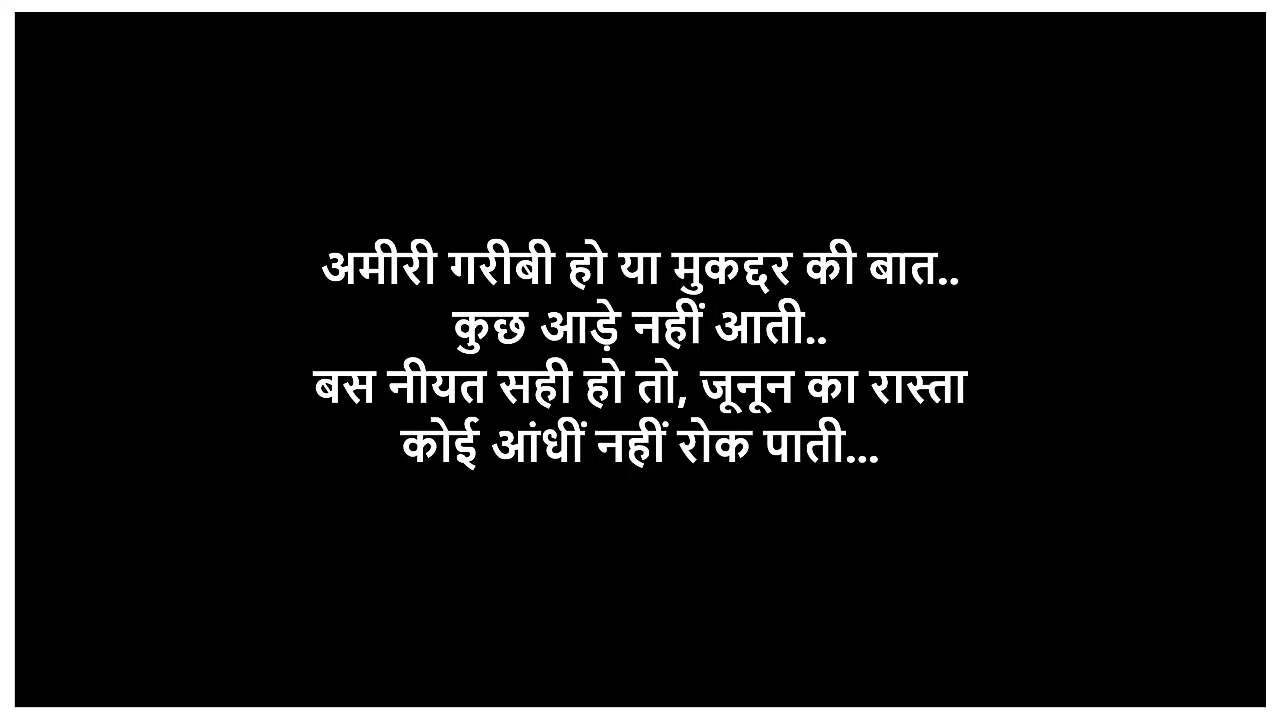 अमीरी गरीबी हो या मुकद्दर की बात..
कुछ आड़े नहीं आती..
बस नीयत सही हो तो, जूनून का रास्ता
कोई आंधीं नहीं रोक पाती...